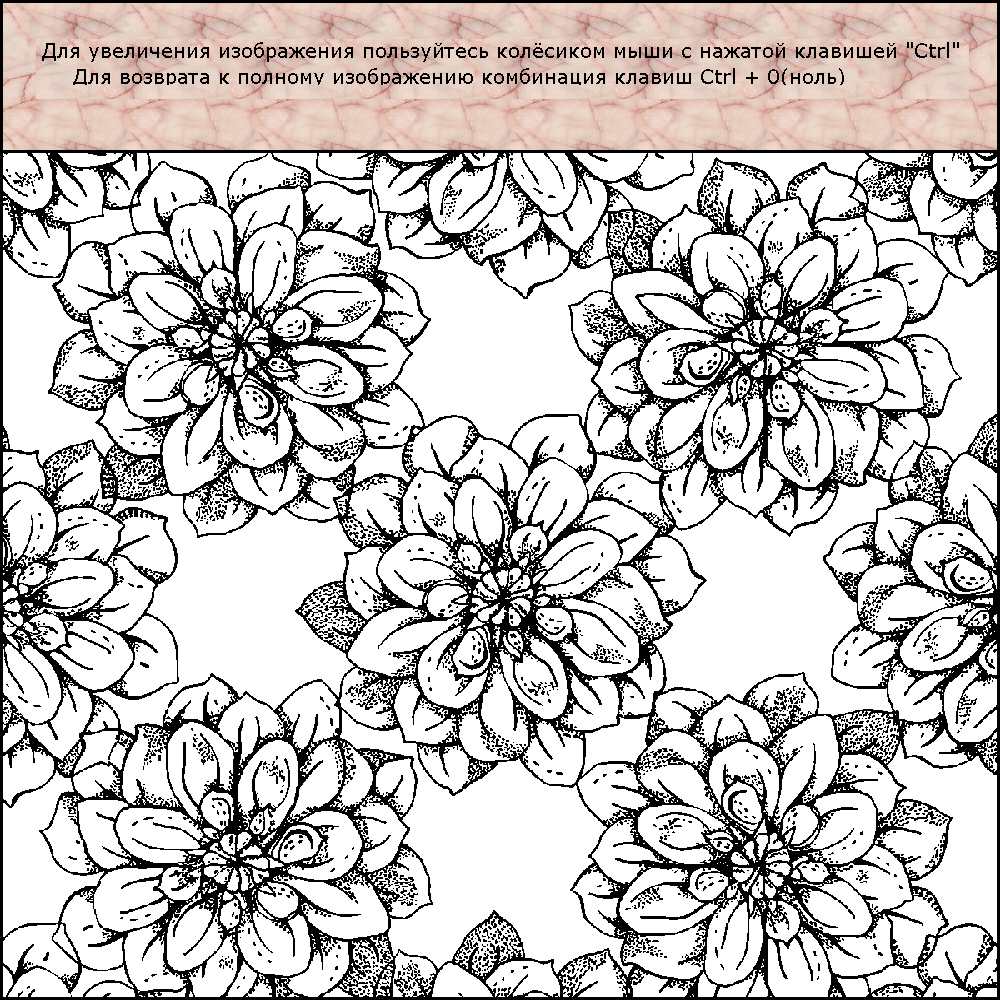 Для увеличения изображения пользуйтесь колёсиком мыши с нажатой клавишей "Ctrl"
Для возврата к полному изображению комбинация клавиш Ctrl + 0(ноль)